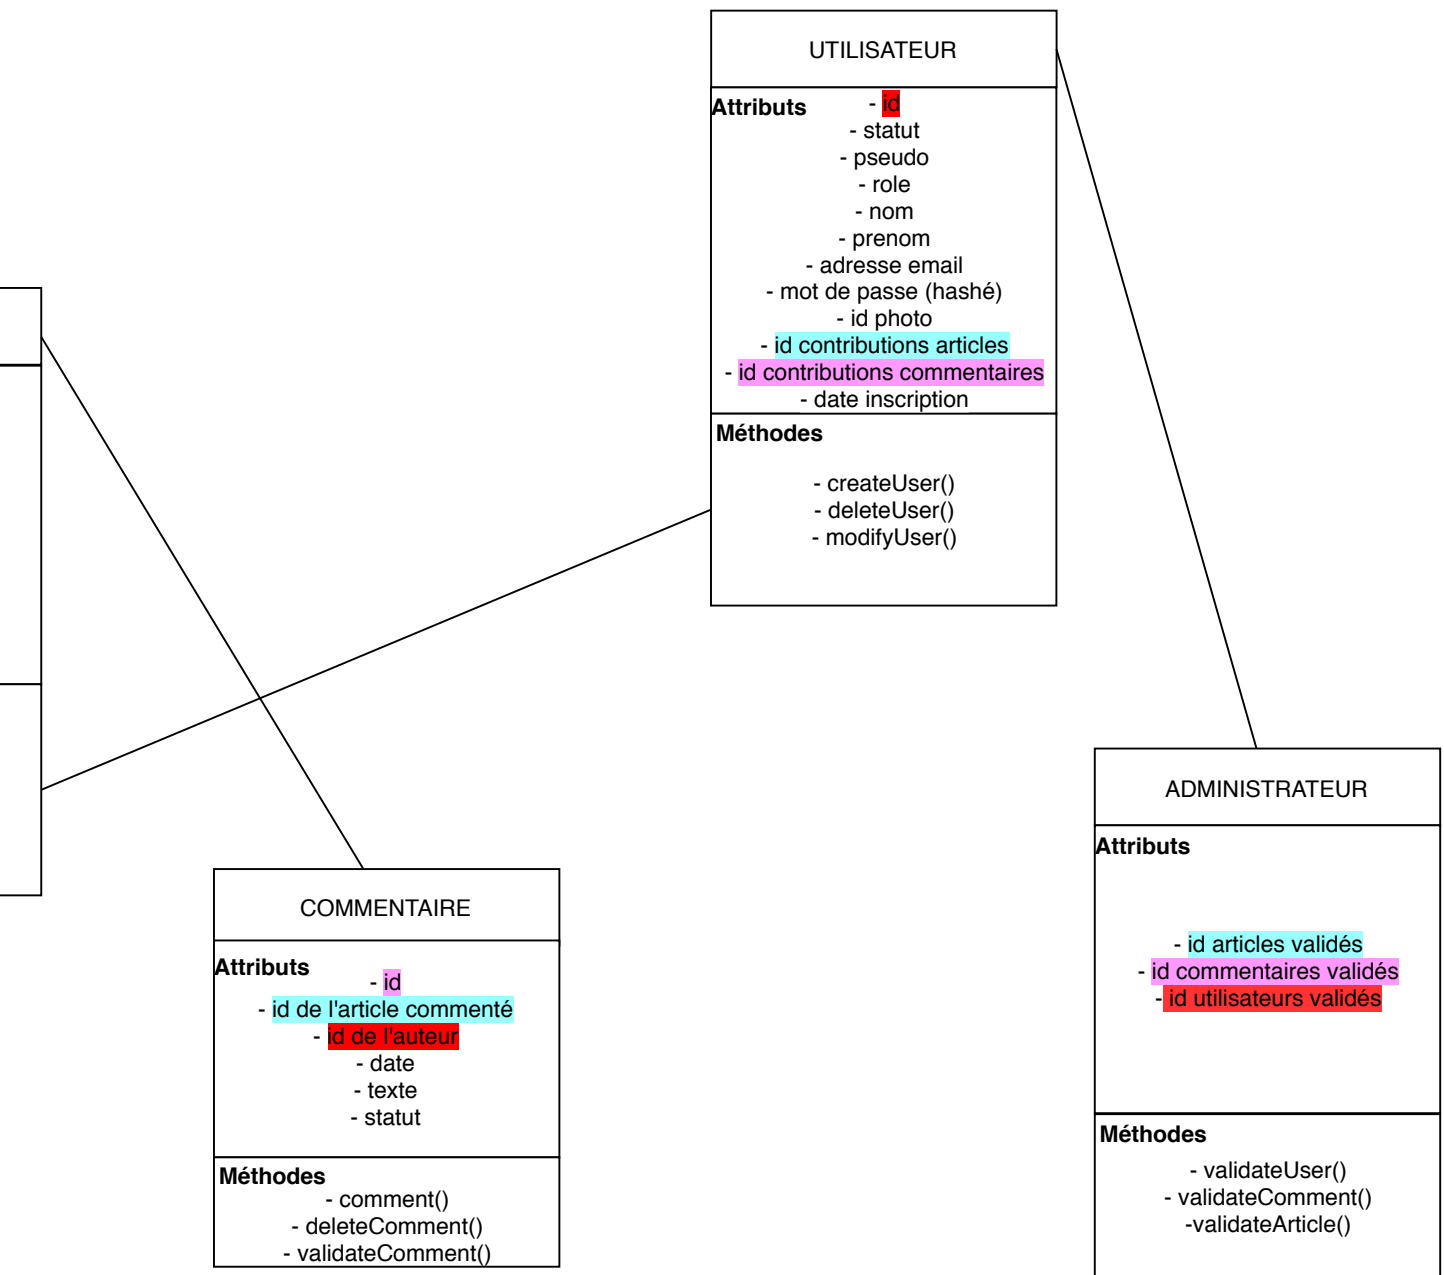 UTILISATEUR
Attributs
- id
- statut
- pseudo
- role
- nom
- prenom
- adresse email
- mot de passe (hashé)
- id photo
- id contributions articles
- id contributions commentaires
- date inscription
Méthodes
- createUser()
- deleteUser()
- modifyUser()
COMMENTAIRE
Attributs
- id
- id de l'article commenté
- id de l'auteur
- date
- texte
- statut
Méthodes
- comment()
- deleteComment()
- validateComment()
ADMINISTRATEUR
Attributs
- id articles validés
- id commentaires validés
- id utilisateurs validés
Méthodes
- validateUser()
- validateComment()
-validateArticle()